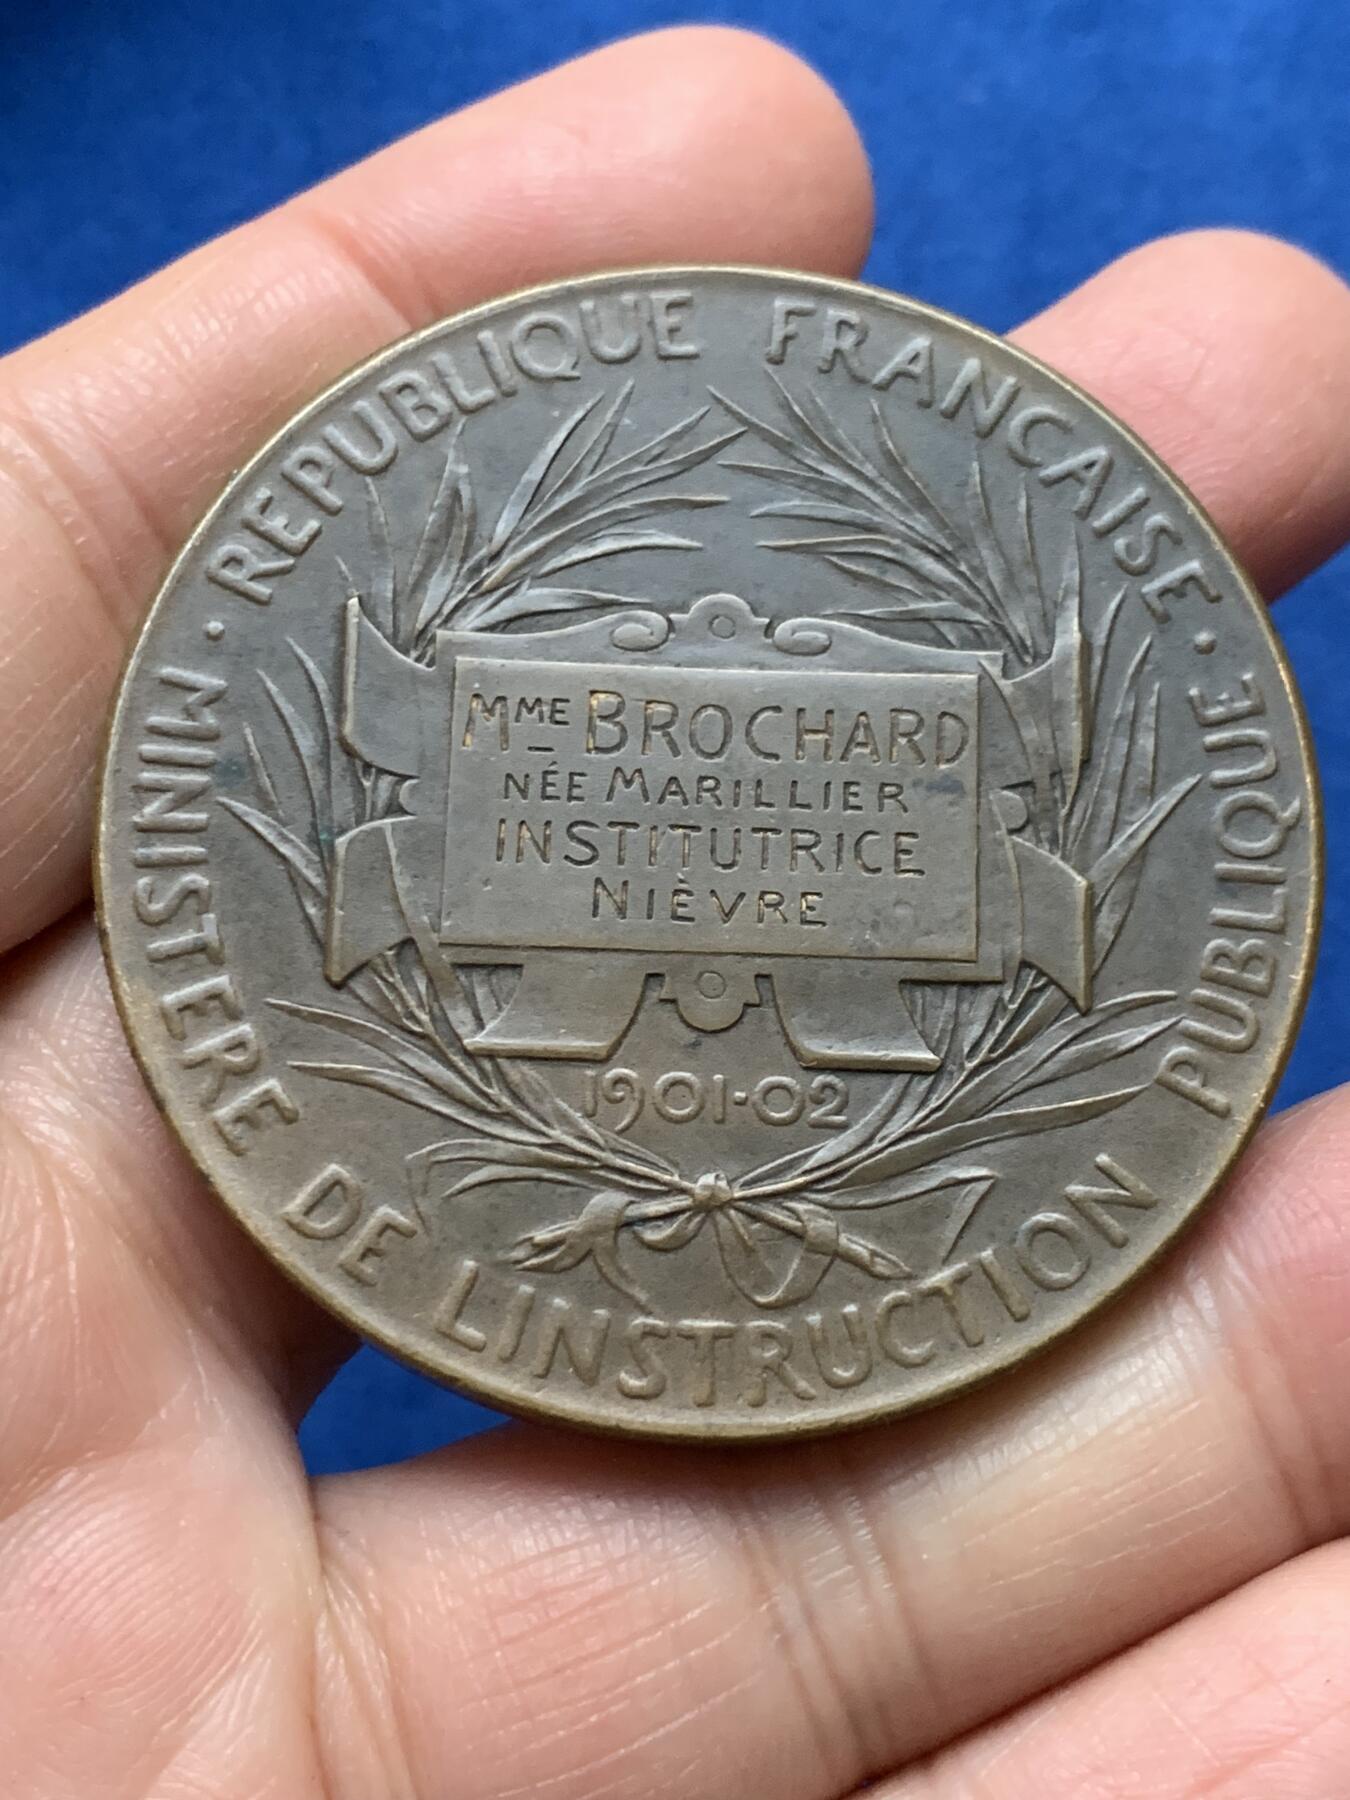 · REPUBLIQUE FRANCAISE ·
MINISTERE DE L'INSTRUCTION PUBLIQUE
MME BROCHARD
NÉE MARILLIER
INSTITUTRICE
NIÈVRE
1901·02